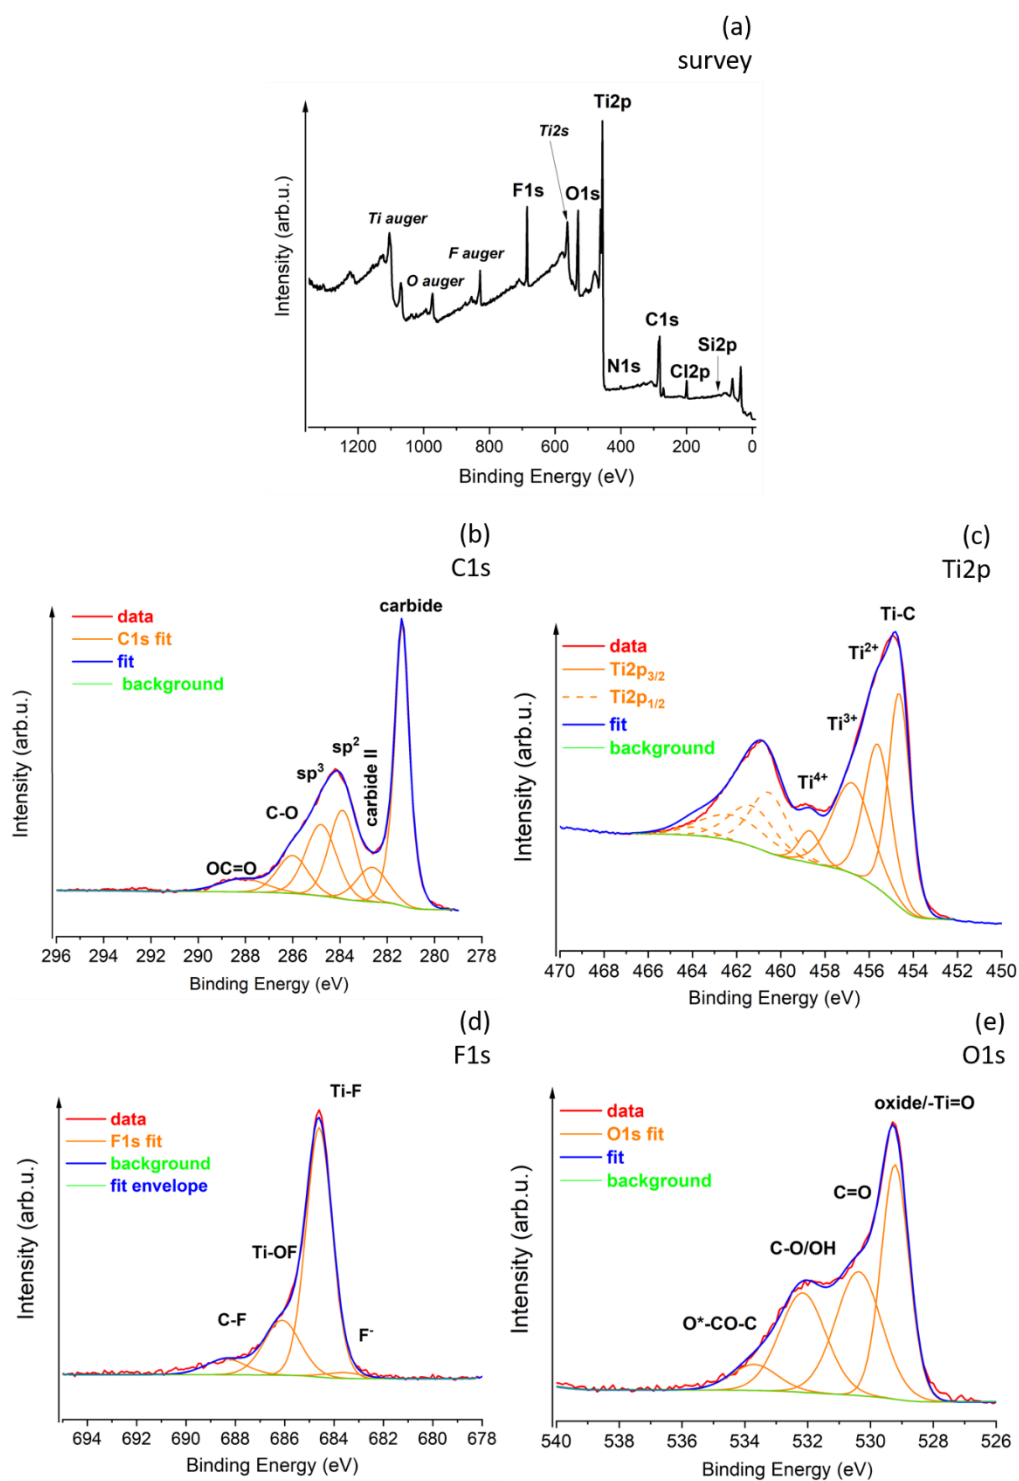 (a)
survey
Ti2p
Ti2s
F1s
O1s
Ti auger
F auger
O auger
C1s
Si2p
N1s
Cl2p
Intensity (arb.u.)
1200 1000 800 600 400 200 0
Binding Energy (eV)
(b)
C1s
carbide
data
C1s fit
fit
background
sp²
sp³
carbide II
C-O
OC=O
Intensity (arb.u.)
296 294 292 290 288 286 284 282 280 278
Binding Energy (eV)
(c)
Ti2p
Ti-C
data
Ti2p3/2
Ti2p1/2
fit
background
Ti²⁺
Ti³⁺
Ti⁴⁺
Intensity (arb.u.)
470 468 466 464 462 460 458 456 454 452 450
Binding Energy (eV)
(d)
F1s
Ti-F
data
F1s fit
background
fit envelope
Ti-OF
C-F
F⁻
Intensity (arb.u.)
694 692 690 688 686 684 682 680 678
Binding Energy (eV)
(e)
O1s
oxide/-Ti=O
data
O1s fit
fit
background
C=O
C-O/OH
O*-CO-C
Intensity (arb.u.)
540 538 536 534 532 530 528 526
Binding Energy (eV)